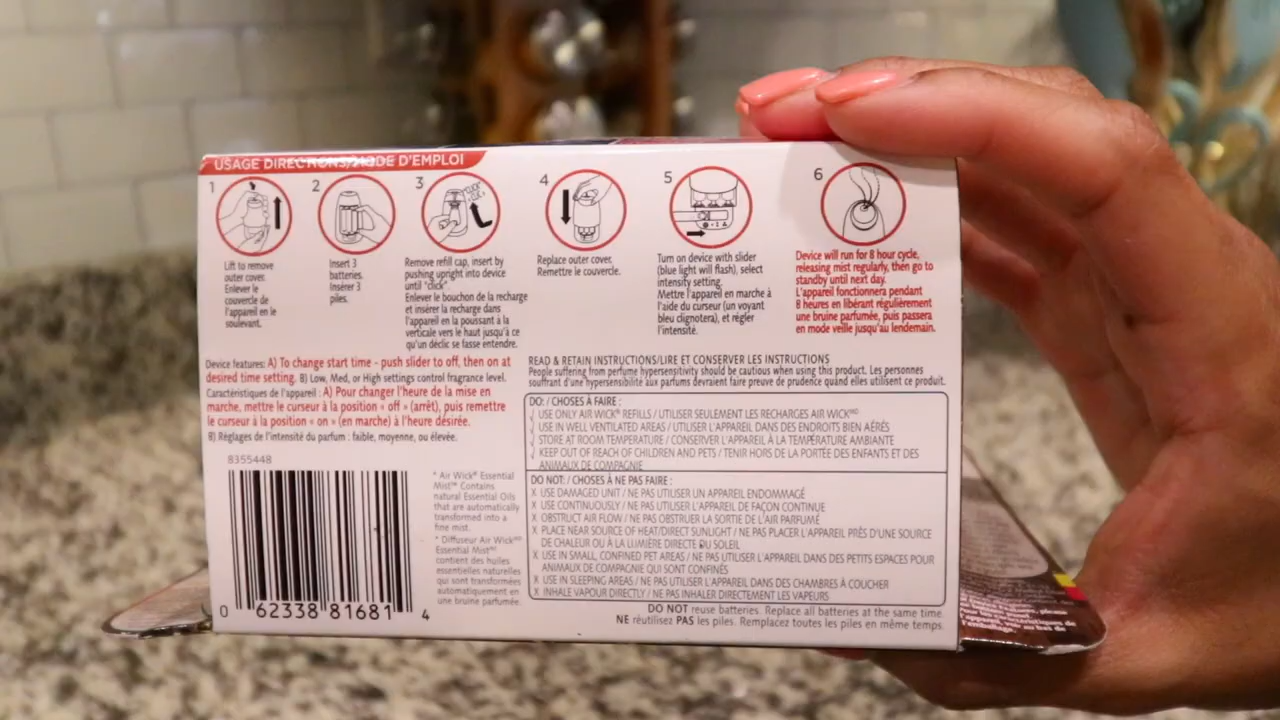 USAGE DIRECTIONS/MODE D'EMPLOI
1
Lift to remove
outer cover.
Enlever le
couvercle de
l'appareil en le
soulevant.
2
Insert 3
batteries.
Insérer 3
piles.
3
"CLICK"
Remove refill cap, insert by
pushing upright into device
until "click".
Enlever le bouchon de la recharge
et insérer la recharge dans
l'appareil en la poussant à la
verticale vers le haut jusqu'à ce
qu'un déclic se fasse entendre.
4
Replace outer cover.
Remettre le couvercle.
5
Turn on device with slider
(blue light will flash), select
intensity setting.
Mettre l'appareil en marche à
l'aide du curseur (un voyant
bleu clignotera), et régler
l'intensité.
6
Device will run for 8 hour cycle,
releasing mist regularly, then go to
standby until next day.
L'appareil fonctionnera pendant
8 heures en libérant régulièrement
une bruine parfumée, puis passera
en mode veille jusqu'au lendemain.
Device features: A) To change start time - push slider to off, then on at
desired time setting. B) Low, Med, or High settings control fragrance level.
Caractéristiques de l'appareil : A) Pour changer l'heure de la mise en
marche, mettre le curseur à la position « off » (arrêt), puis remettre
le curseur à la position « on » (en marche) à l'heure désirée.
B) Réglages de l'intensité du parfum : faible, moyenne, ou élevée.
8355448
0 62338 81681 4
* Air Wick® Essential
Mist™ Contains
natural Essential Oils
that are automatically
transformed into a
fine mist.
* Diffuseur Air Wick MD
Essential Mist
contient des huiles
essentielles naturelles
qui sont transformées
automatiquement en
une bruine parfumée.
READ & RETAIN INSTRUCTIONS/LIRE ET CONSERVER LES INSTRUCTIONS
People suffering from perfume hypersensitivity should be cautious when using this product. Les personnes
souffrant d'une hypersensibilité aux parfums devraient faire preuve de prudence quand elles utilisent ce produit.
DO: / CHOSES À FAIRE :
✓ USE ONLY AIR WICK® REFILLS / UTILISER SEULEMENT LES RECHARGES AIR WICK MD
✓ USE IN WELL VENTILATED AREAS / UTILISER L'APPAREIL DANS DES ENDROITS BIEN AÉRÉS
✓ STORE AT ROOM TEMPERATURE / CONSERVER L'APPAREIL À LA TEMPÉRATURE AMBIANTE
✓ KEEP OUT OF REACH OF CHILDREN AND PETS / TENIR HORS DE LA PORTÉE DES ENFANTS ET DES
ANIMAUX DE COMPAGNIE
DO NOT: / CHOSES À NE PAS FAIRE :
X USE DAMAGED UNIT / NE PAS UTILISER UN APPAREIL ENDOMMAGÉ
X USE CONTINUOUSLY / NE PAS UTILISER L'APPAREIL DE FAÇON CONTINUE
X OBSTRUCT AIR FLOW / NE PAS OBSTRUER LA SORTIE DE L'AIR PARFUMÉ
X PLACE NEAR SOURCE OF HEAT/DIRECT SUNLIGHT / NE PAS PLACER L'APPAREIL PRÈS D'UNE SOURCE
DE CHALEUR OU À LA LUMIÈRE DIRECTE DU SOLEIL
X USE IN SMALL, CONFINED PET AREAS / NE PAS UTILISER L'APPAREIL DANS DES PETITS ESPACES POUR
ANIMAUX DE COMPAGNIE QUI SONT CONFINÉS
X USE IN SLEEPING AREAS / NE PAS UTILISER L'APPAREIL DANS DES CHAMBRES À COUCHER
X INHALE VAPOUR DIRECTLY / NE PAS INHALER DIRECTEMENT LES VAPEURS
DO NOT reuse batteries. Replace all batteries at the same time.
NE réutilisez PAS les piles. Remplacez toutes les piles en même temps.